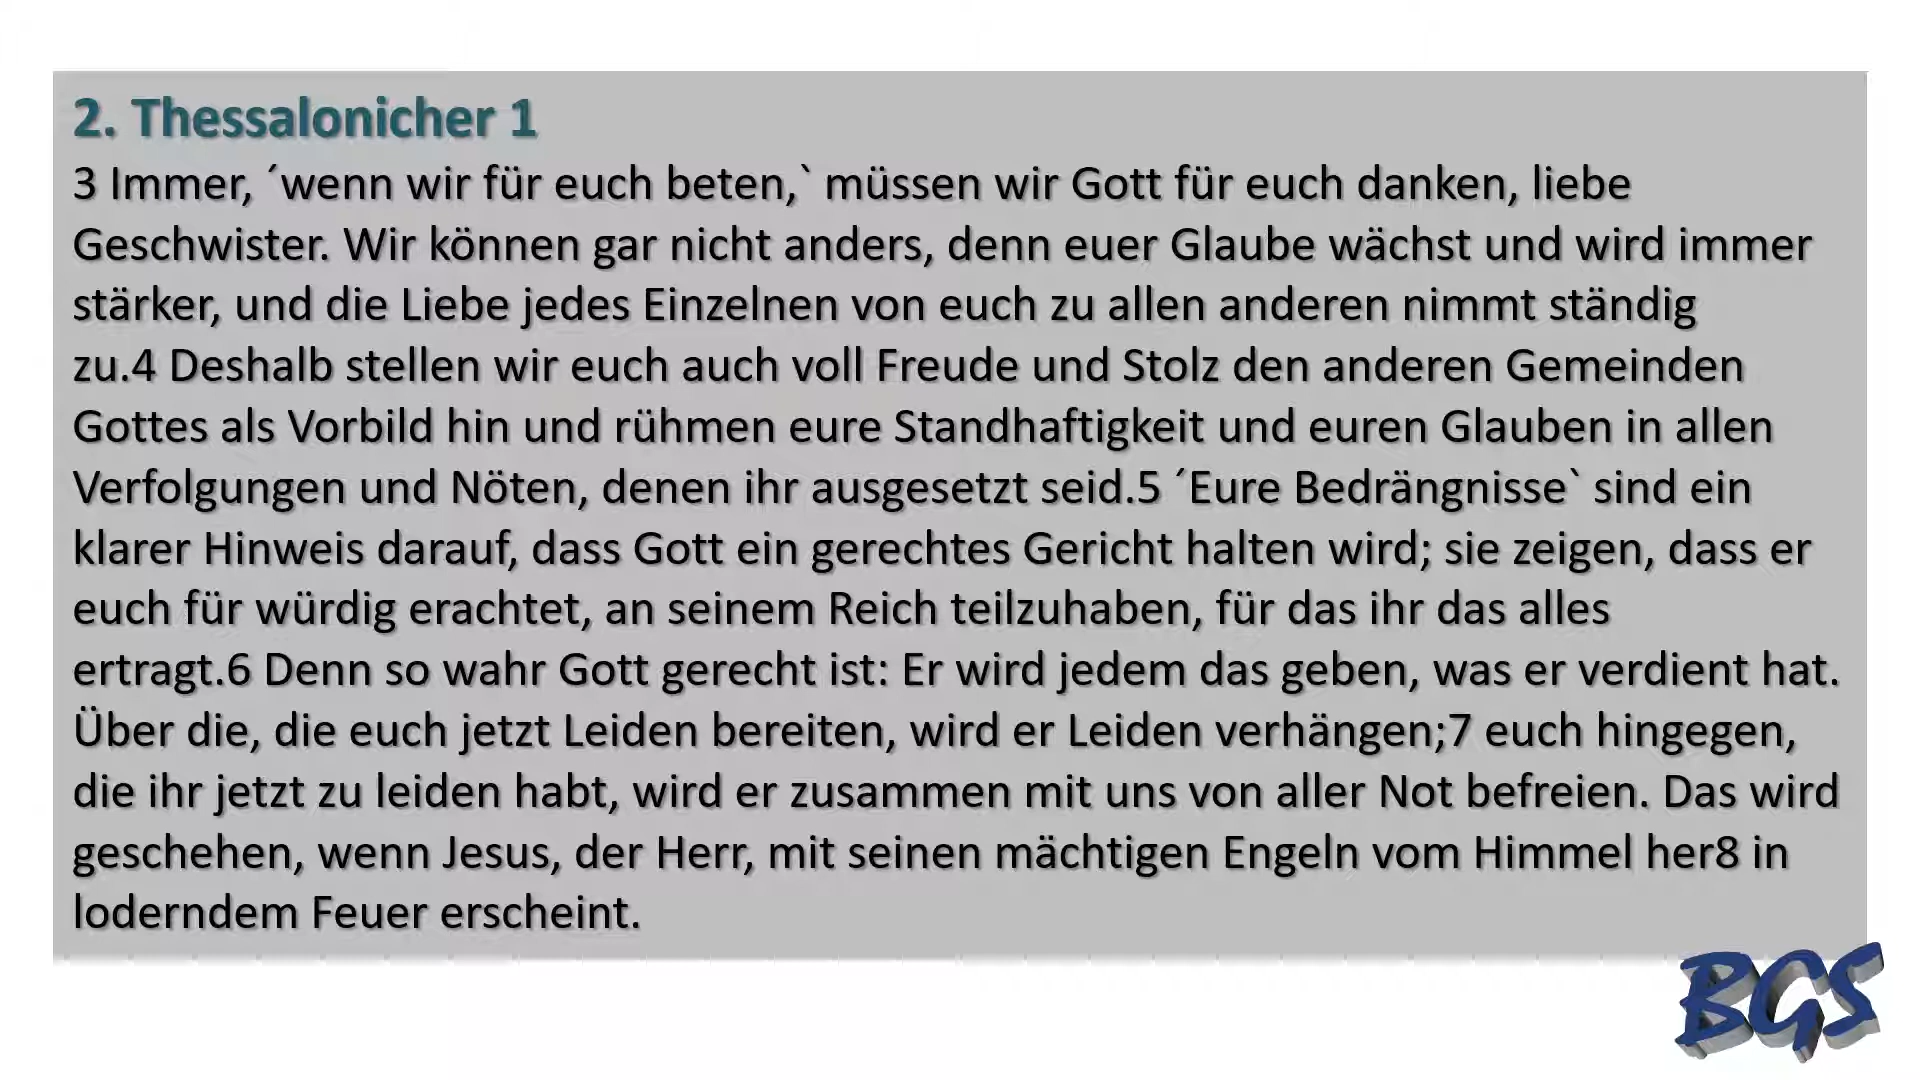 2. Thessalonicher 1
3 Immer, ´wenn wir für euch beten,` müssen wir Gott für euch danken, liebe
Geschwister. Wir können gar nicht anders, denn euer Glaube wächst und wird immer
stärker, und die Liebe jedes Einzelnen von euch zu allen anderen nimmt ständig
zu.4 Deshalb stellen wir euch auch voll Freude und Stolz den anderen Gemeinden
Gottes als Vorbild hin und rühmen eure Standhaftigkeit und euren Glauben in allen
Verfolgungen und Nöten, denen ihr ausgesetzt seid.5 ´Eure Bedrängnisse` sind ein
klarer Hinweis darauf, dass Gott ein gerechtes Gericht halten wird; sie zeigen, dass er
euch für würdig erachtet, an seinem Reich teilzuhaben, für das ihr das alles
ertragt.6 Denn so wahr Gott gerecht ist: Er wird jedem das geben, was er verdient hat.
Über die, die euch jetzt Leiden bereiten, wird er Leiden verhängen;7 euch hingegen,
die ihr jetzt zu leiden habt, wird er zusammen mit uns von aller Not befreien. Das wird
geschehen, wenn Jesus, der Herr, mit seinen mächtigen Engeln vom Himmel her8 in
loderndem Feuer erscheint.
BGS